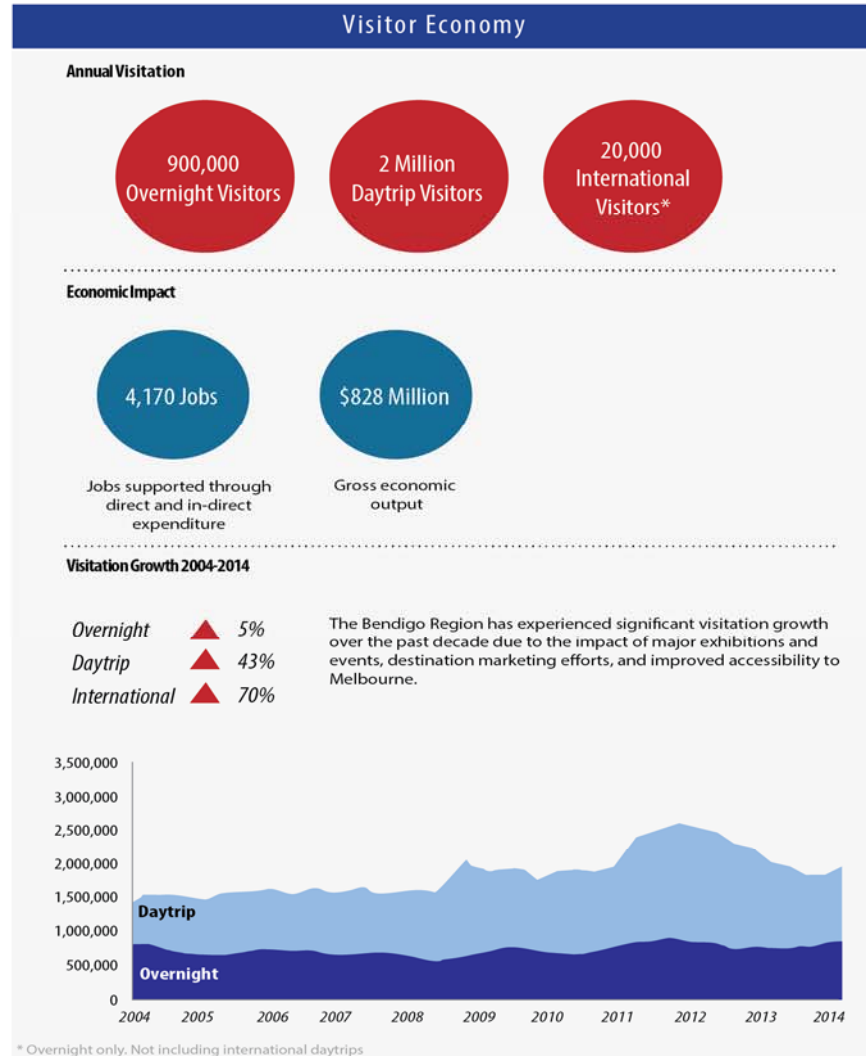 Visitor Economy
Annual Visitation
900,000
Overnight Visitors
2 Million
Daytrip Visitors
20,000
International
Visitors*
Economic Impact
4,170 Jobs
$828 Million
Jobs supported through
direct and in-direct
expenditure
Gross economic
output
Visitation Growth 2004-2014
Overnight 5%
Daytrip 43%
International 70%
The Bendigo Region has experienced significant visitation growth
over the past decade due to the impact of major exhibitions and
events, destination marketing efforts, and improved accessibility to
Melbourne.
3,500,000
3,000,000
2,500,000
2,000,000
1,500,000
1,000,000
500,000
0
Daytrip
Overnight
2004 2005 2006 2007 2008 2009 2010 2011 2012 2013 2014
* Overnight only. Not including international daytrips